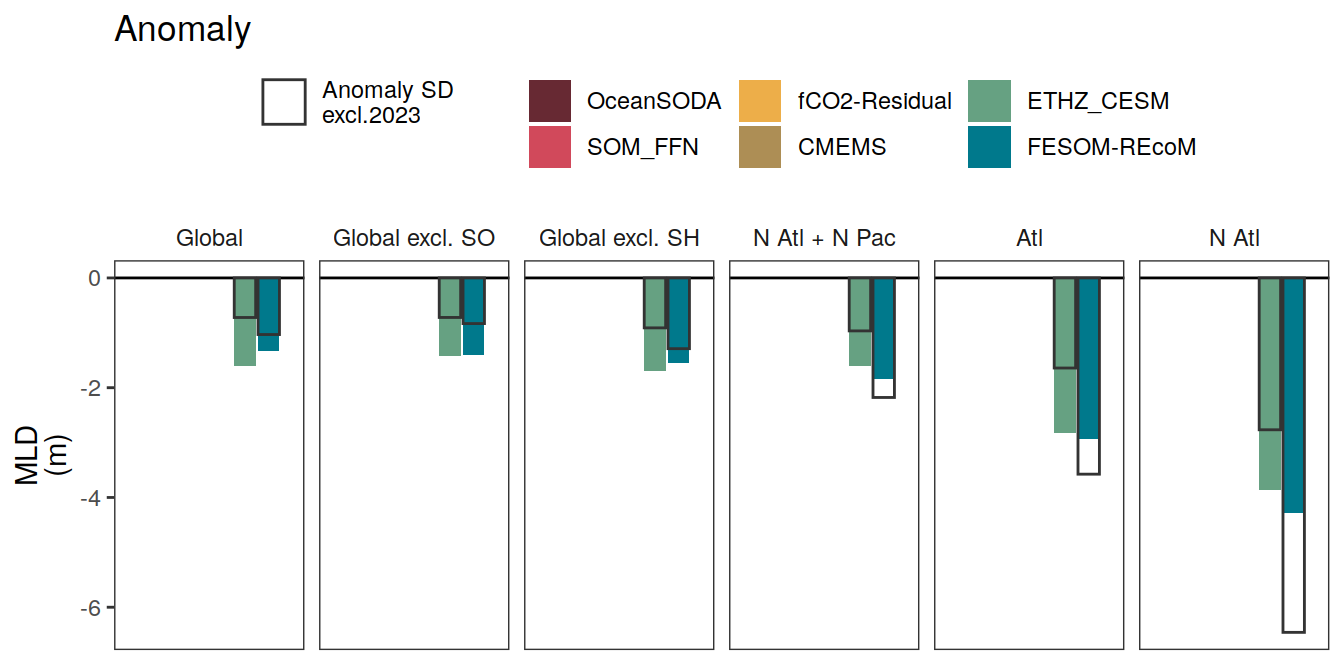 Anomaly
Anomaly SD
excl.2023
OceanSODA
fCO2-Residual
ETHZ_CESM
SOM_FFN
CMEMS
FESOM-REcoM
Global
Global excl. SO
Global excl. SH
N Atl + N Pac
Atl
N Atl
MLD
(m)
0
-2
-4
-6